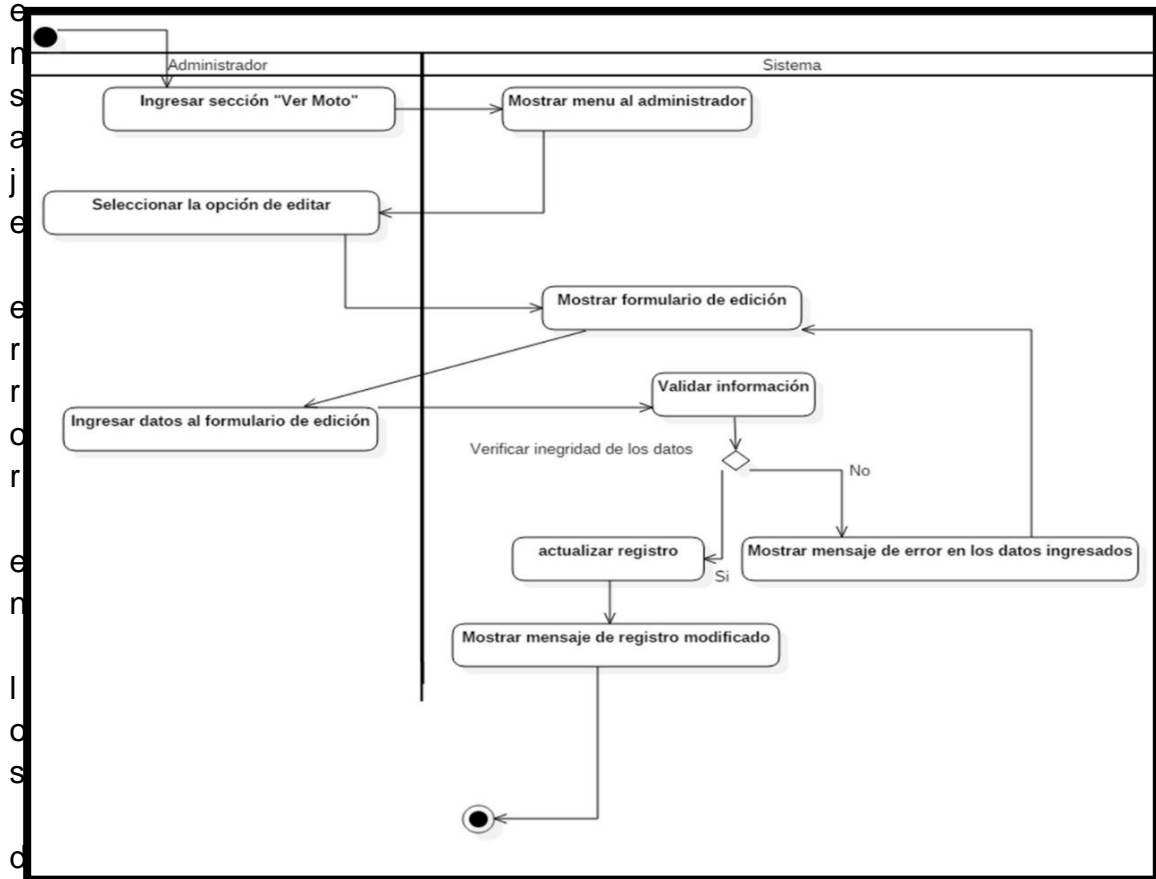 e
n
s
a
j
e
e
r
r
o
r
e
n
l
o
s
d
Administrador
Sistema
Ingresar sección "Ver Moto"
Mostrar menu al administrador
Seleccionar la opción de editar
Mostrar formulario de edición
Validar información
Ingresar datos al formulario de edición
Verificar inegridad de los datos
No
actualizar registro
Mostrar mensaje de error en los datos ingresados
Si
Mostrar mensaje de registro modificado